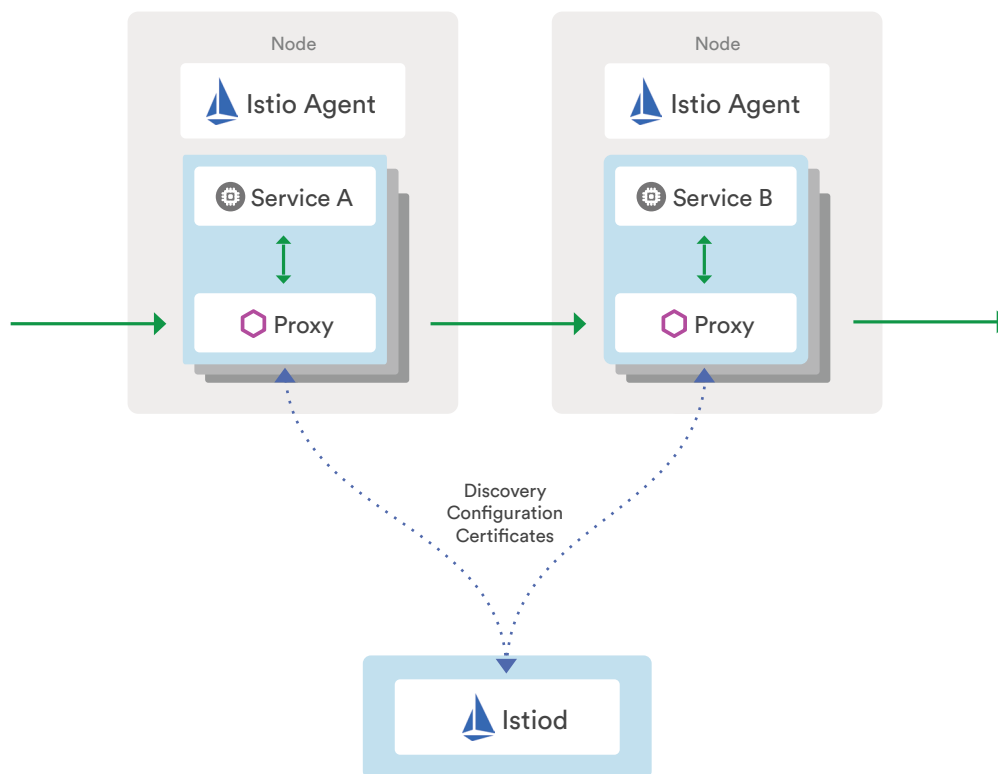 Node
Istio Agent
Service A
Proxy
Node
Istio Agent
Service B
Proxy
Discovery
Configuration
Certificates
Istiod